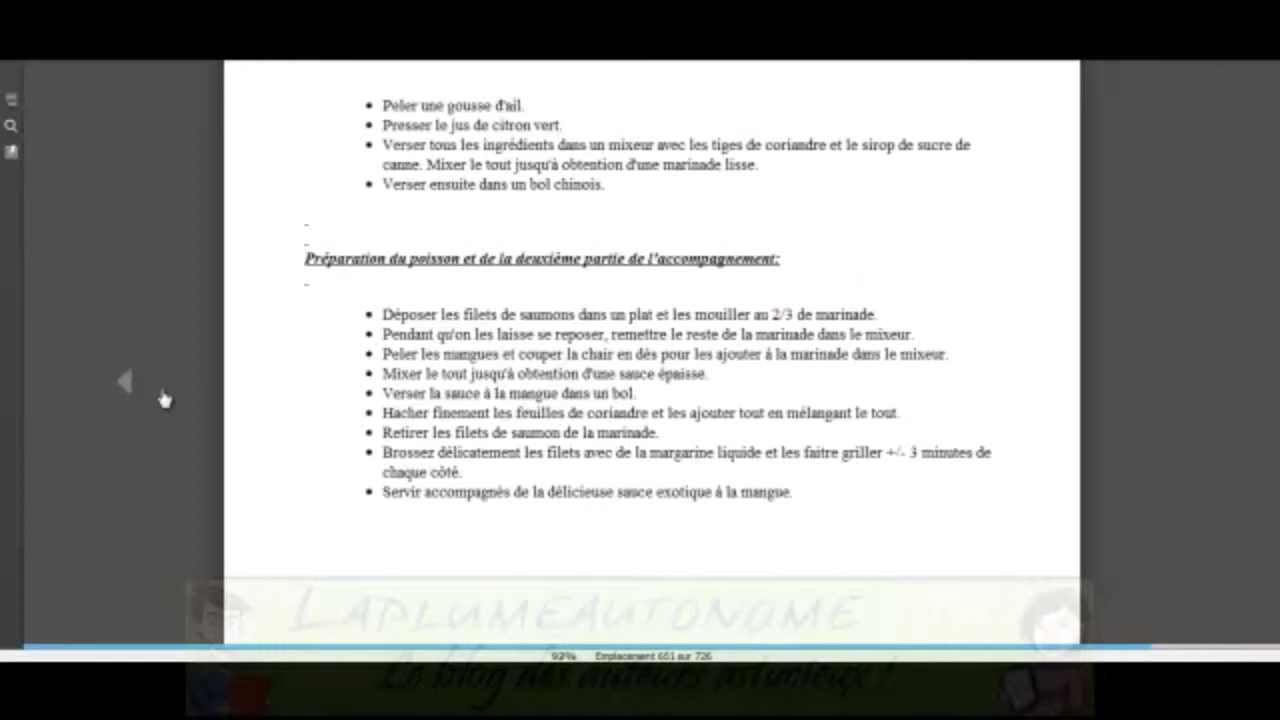 • Peler une gousse d'ail.
• Presser le jus de citron vert.
• Verser tous les ingrédients dans un mixeur avec les tiges de coriandre et le sirop de sucre de
canne. Mixer le tout jusqu'à obtention d'une marinade lisse.
• Verser ensuite dans un bol chinois.
Préparation du poisson et de la deuxième partie de l'accompagnement:
• Déposer les filets de saumons dans un plat et les mouiller au 2/3 de marinade.
• Pendant qu'on les laisse se reposer, remettre le reste de la marinade dans le mixeur.
• Peler les mangues et couper la chair en dés pour les ajouter à la marinade dans le mixeur.
• Mixer le tout jusqu'à obtention d'une sauce épaisse.
• Verser la sauce à la mangue dans un bol.
• Hacher finement les feuilles de coriandre et les ajouter tout en mélangant le tout.
• Retirer les filets de saumon de la marinade.
• Brossez délicatement les filets avec de la margarine liquide et les faitre griller +/- 3 minutes de
chaque côté.
• Servir accompagnés de la délicieuse sauce exotique à la mangue.
LAPLUMEAUTONOME
93% Emplacement 651 sur 726
Le blog des auteurs astucieux !